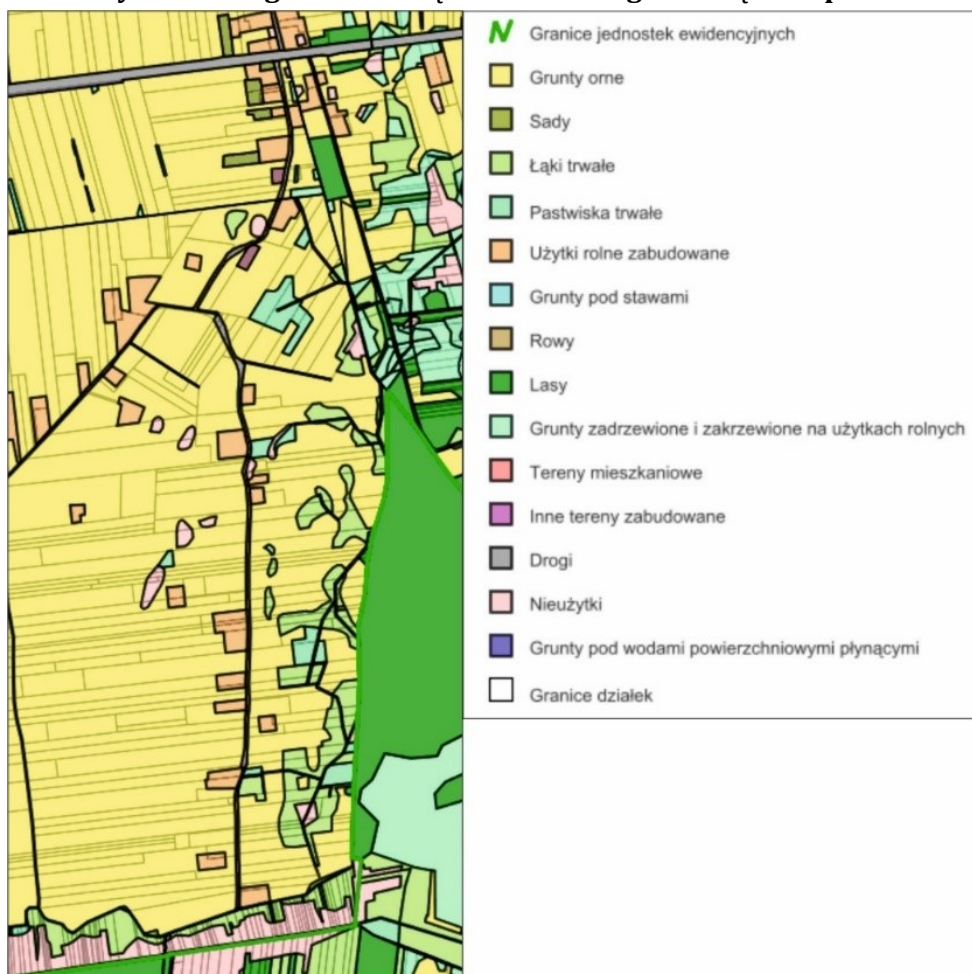 Granice jednostek ewidencyjnych
Grunty orne
Sady
Łąki trwałe
Pastwiska trwałe
Użytki rolne zabudowane
Grunty pod stawami
Rowy
Lasy
Grunty zadrzewione i zakrzewione na użytkach rolnych
Tereny mieszkaniowe
Inne tereny zabudowane
Drogi
Nieużytki
Grunty pod wodami powierzchniowymi płynącymi
Granice działek